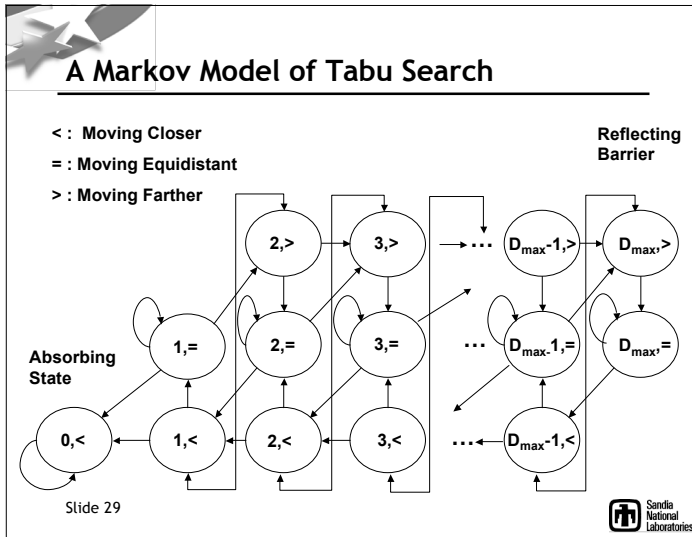 A Markov Model of Tabu Search
< : Moving Closer
= : Moving Equidistant
> : Moving Farther
Reflecting
Barrier
2,>
3,>
...
Dmax-1,>
Dmax,>
1,=
2,=
3,=
...
Dmax-1,=
Dmax,=
Absorbing
State
0,<
1,<
2,<
3,<
...
Dmax-1,<
Slide 29
Sandia
National
Laboratories